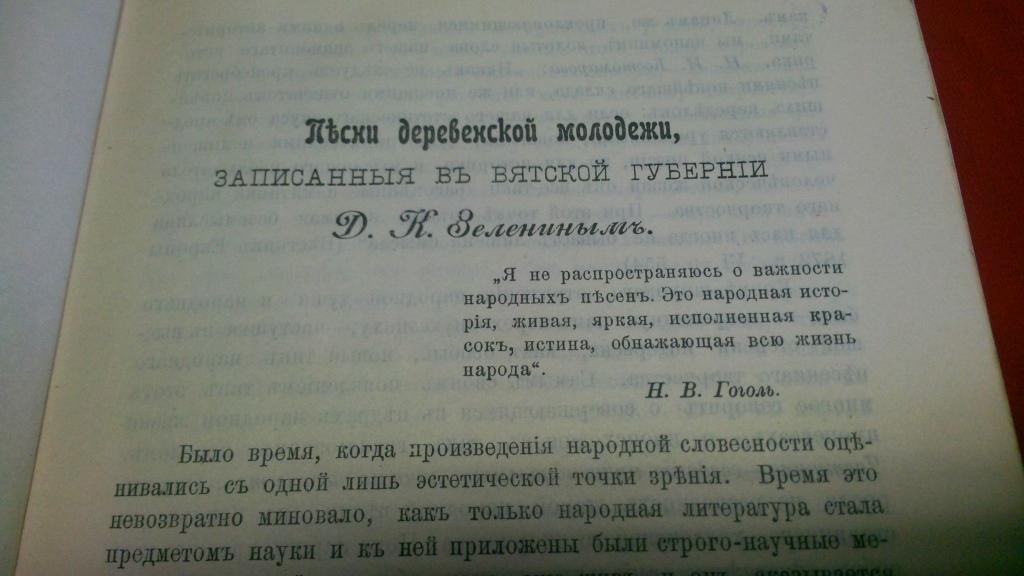 Пѣсни деревенской молодежи,
ЗАПИСАННЫЯ ВЪ ВЯТСКОЙ ГУБЕРНІИ
Д. К. Зеленинымъ.
„Я не распространяюсь о важности
народныхъ пѣсенъ. Это народная исто-
рія, живая, яркая, исполненная кра-
сокъ, истина, обнажающая всю жизнь
народа“.
Н. В. Гоголь.
Было время, когда произведенія народной словесности оцѣ-
нивались съ одной лишь эстетической точки зрѣнія. Время это
невозвратно миновало, какъ только народная литература стала
предметомъ науки и къ ней приложены были строго-научные ме-